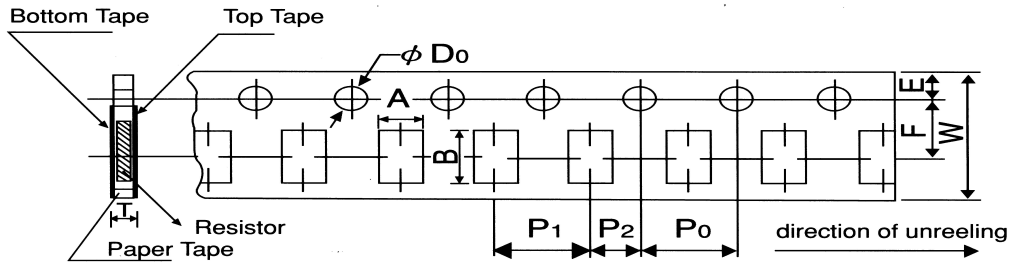 Bottom Tape
Top Tape
ϕ D0
A
B
E
F
W
T
Resistor
Paper Tape
P1
P2
P0
direction of unreeling